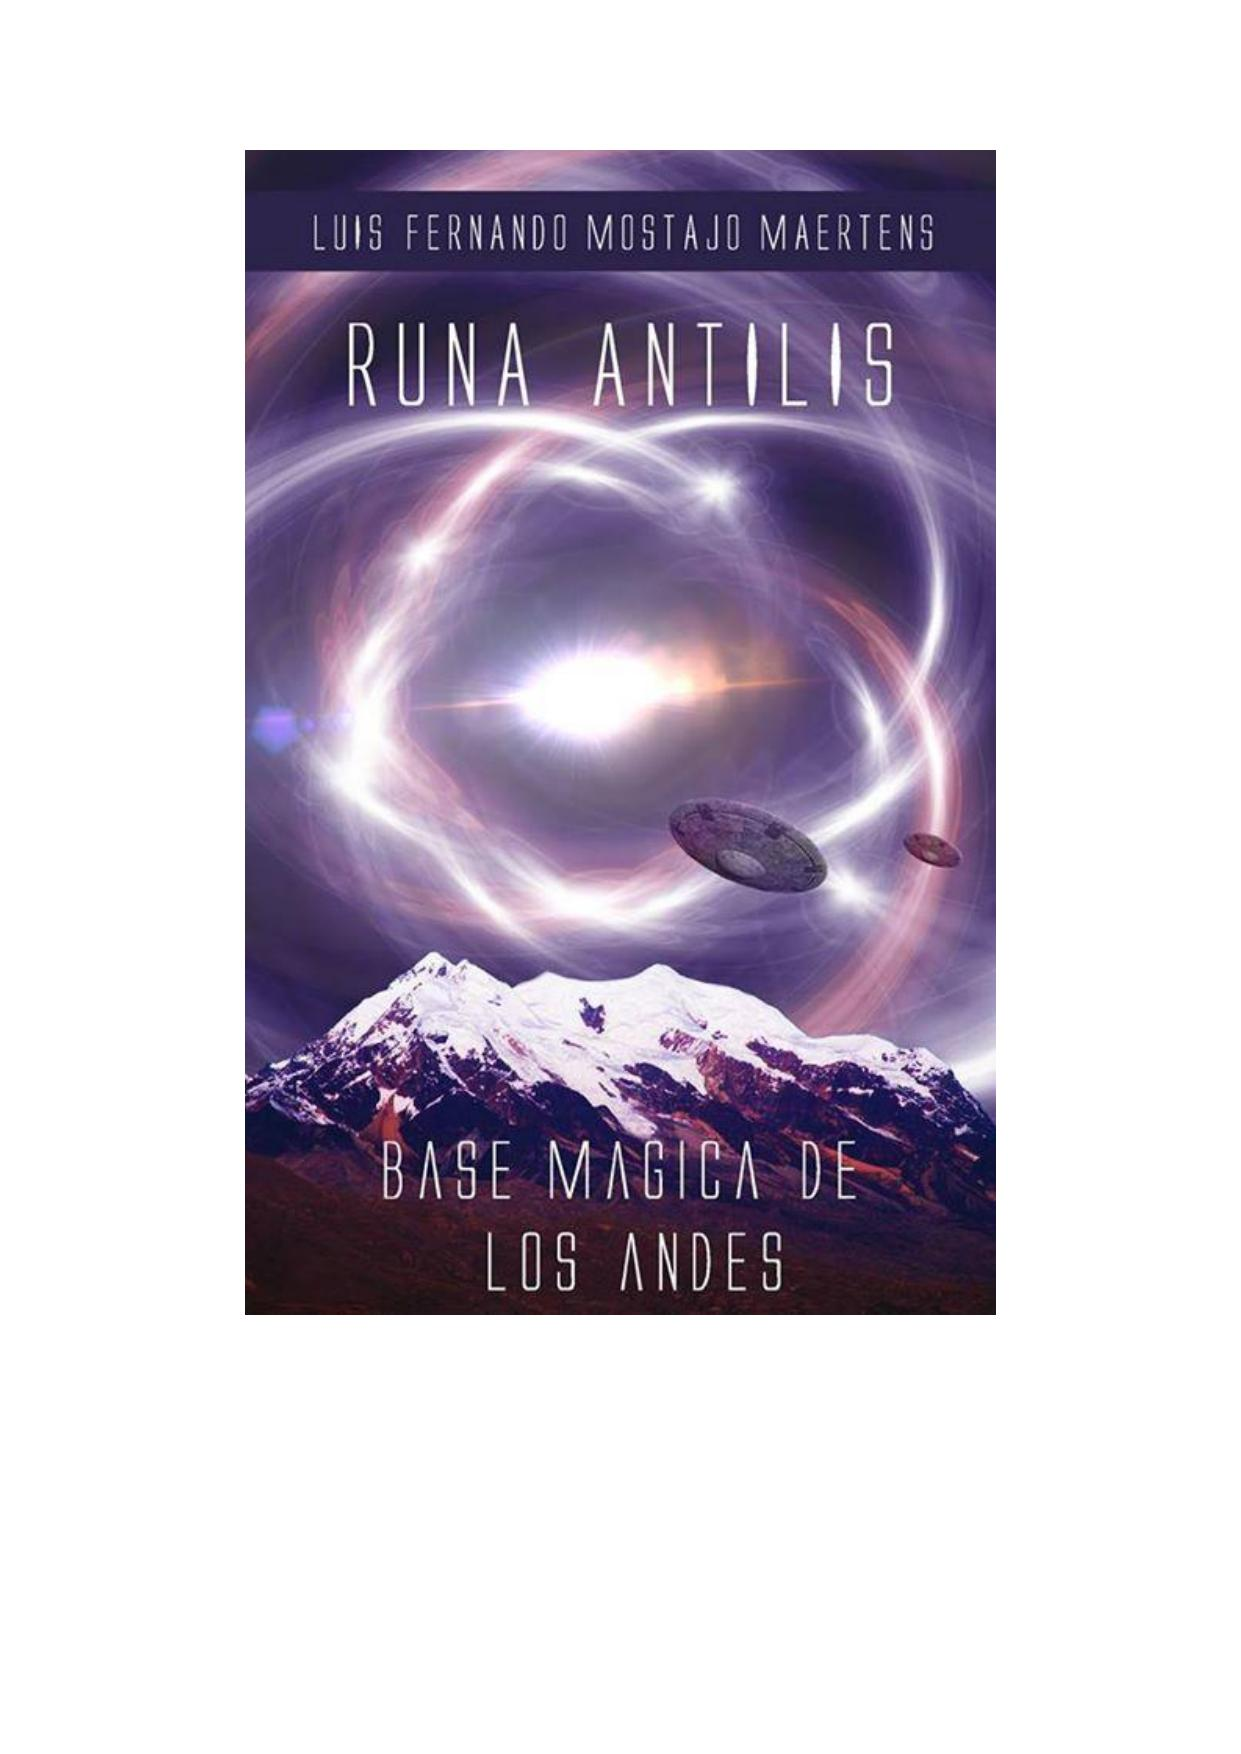 LUIS FERNANDO MOSTAJO MAERTENS
RUNA ANTILIS
BASE MAGICA DE
LOS ANDES